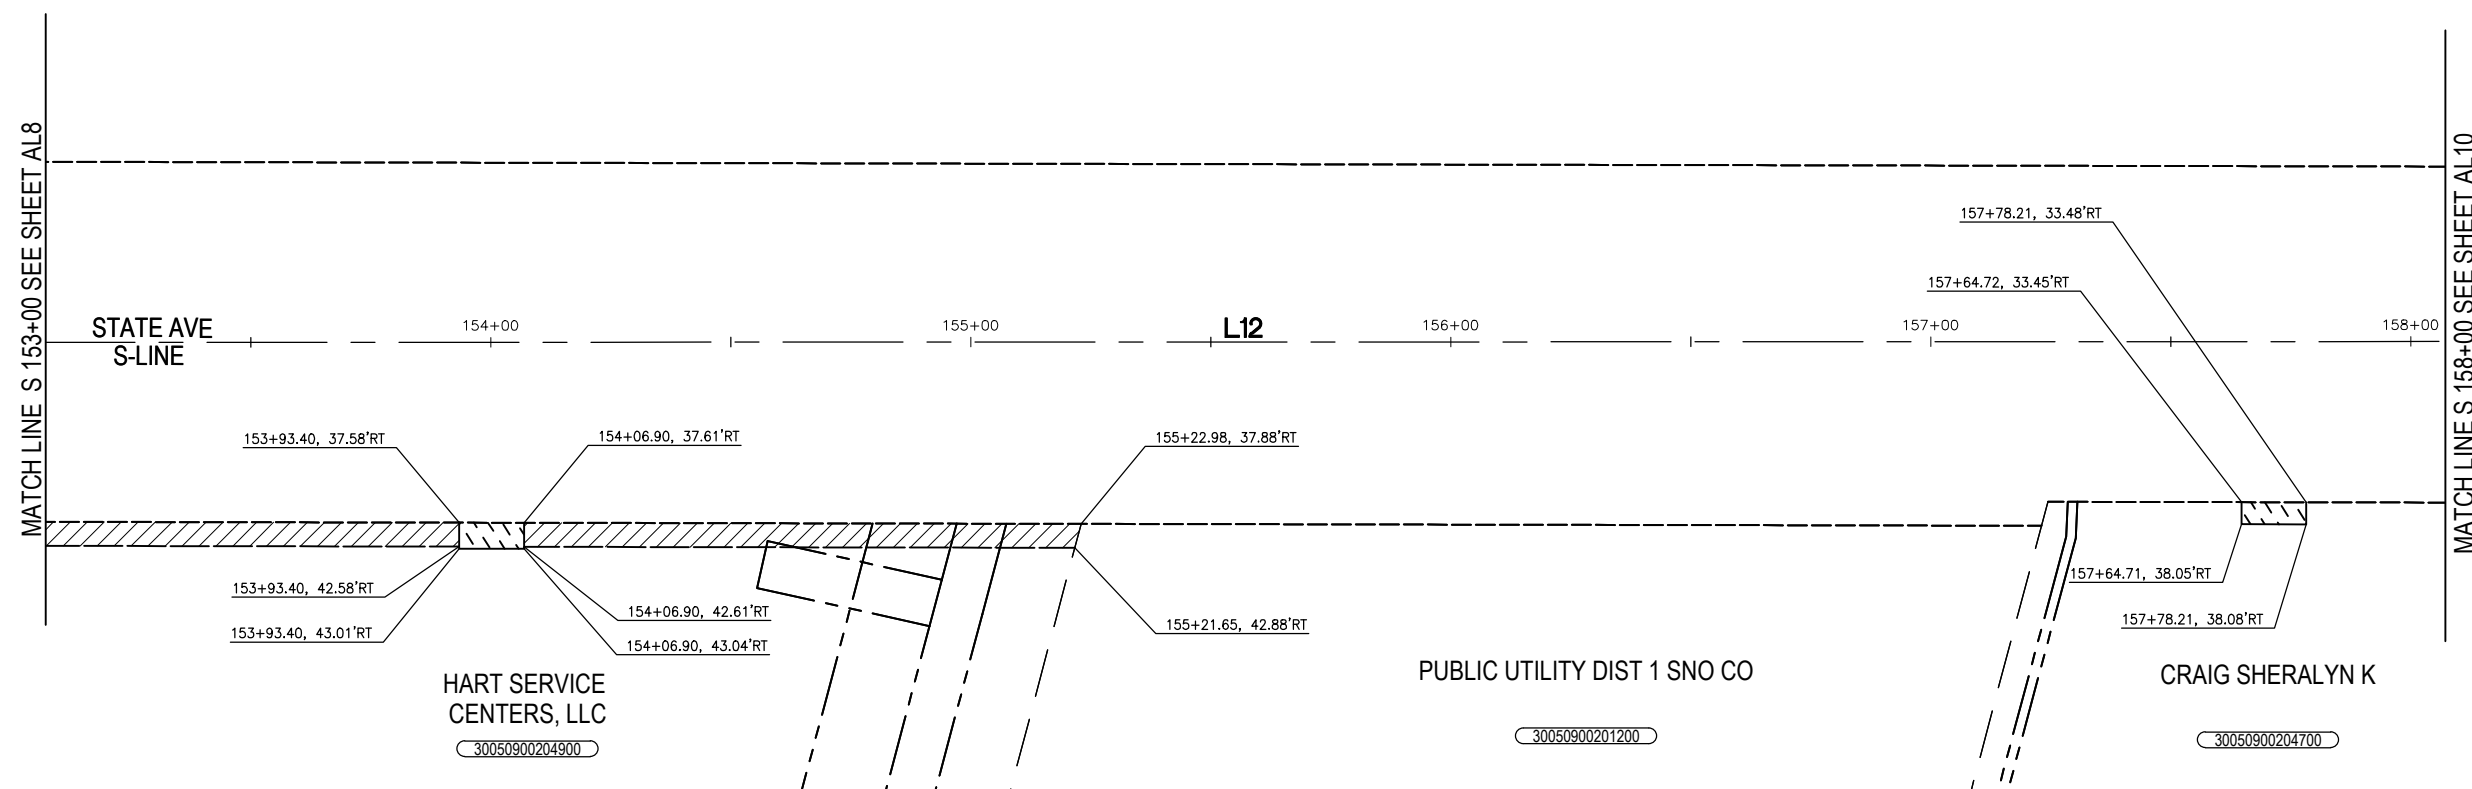 MATCH LINE S 153+00 SEE SHEET AL8
MATCH LINE S 158+00 SEE SHEET AL10
157+78.21, 33.48'RT
157+64.72, 33.45'RT
STATE AVE
S-LINE
154+00
155+00
L12
156+00
157+00
158+00
153+93.40, 37.58'RT
154+06.90, 37.61'RT
155+22.98, 37.88'RT
153+93.40, 42.58'RT
153+93.40, 43.01'RT
154+06.90, 42.61'RT
154+06.90, 43.04'RT
155+21.65, 42.88'RT
157+64.71, 38.05'RT
157+78.21, 38.08'RT
HART SERVICE
CENTERS, LLC
30050900204900
PUBLIC UTILITY DIST 1 SNO CO
30050900201200
CRAIG SHERALYN K
30050900204700